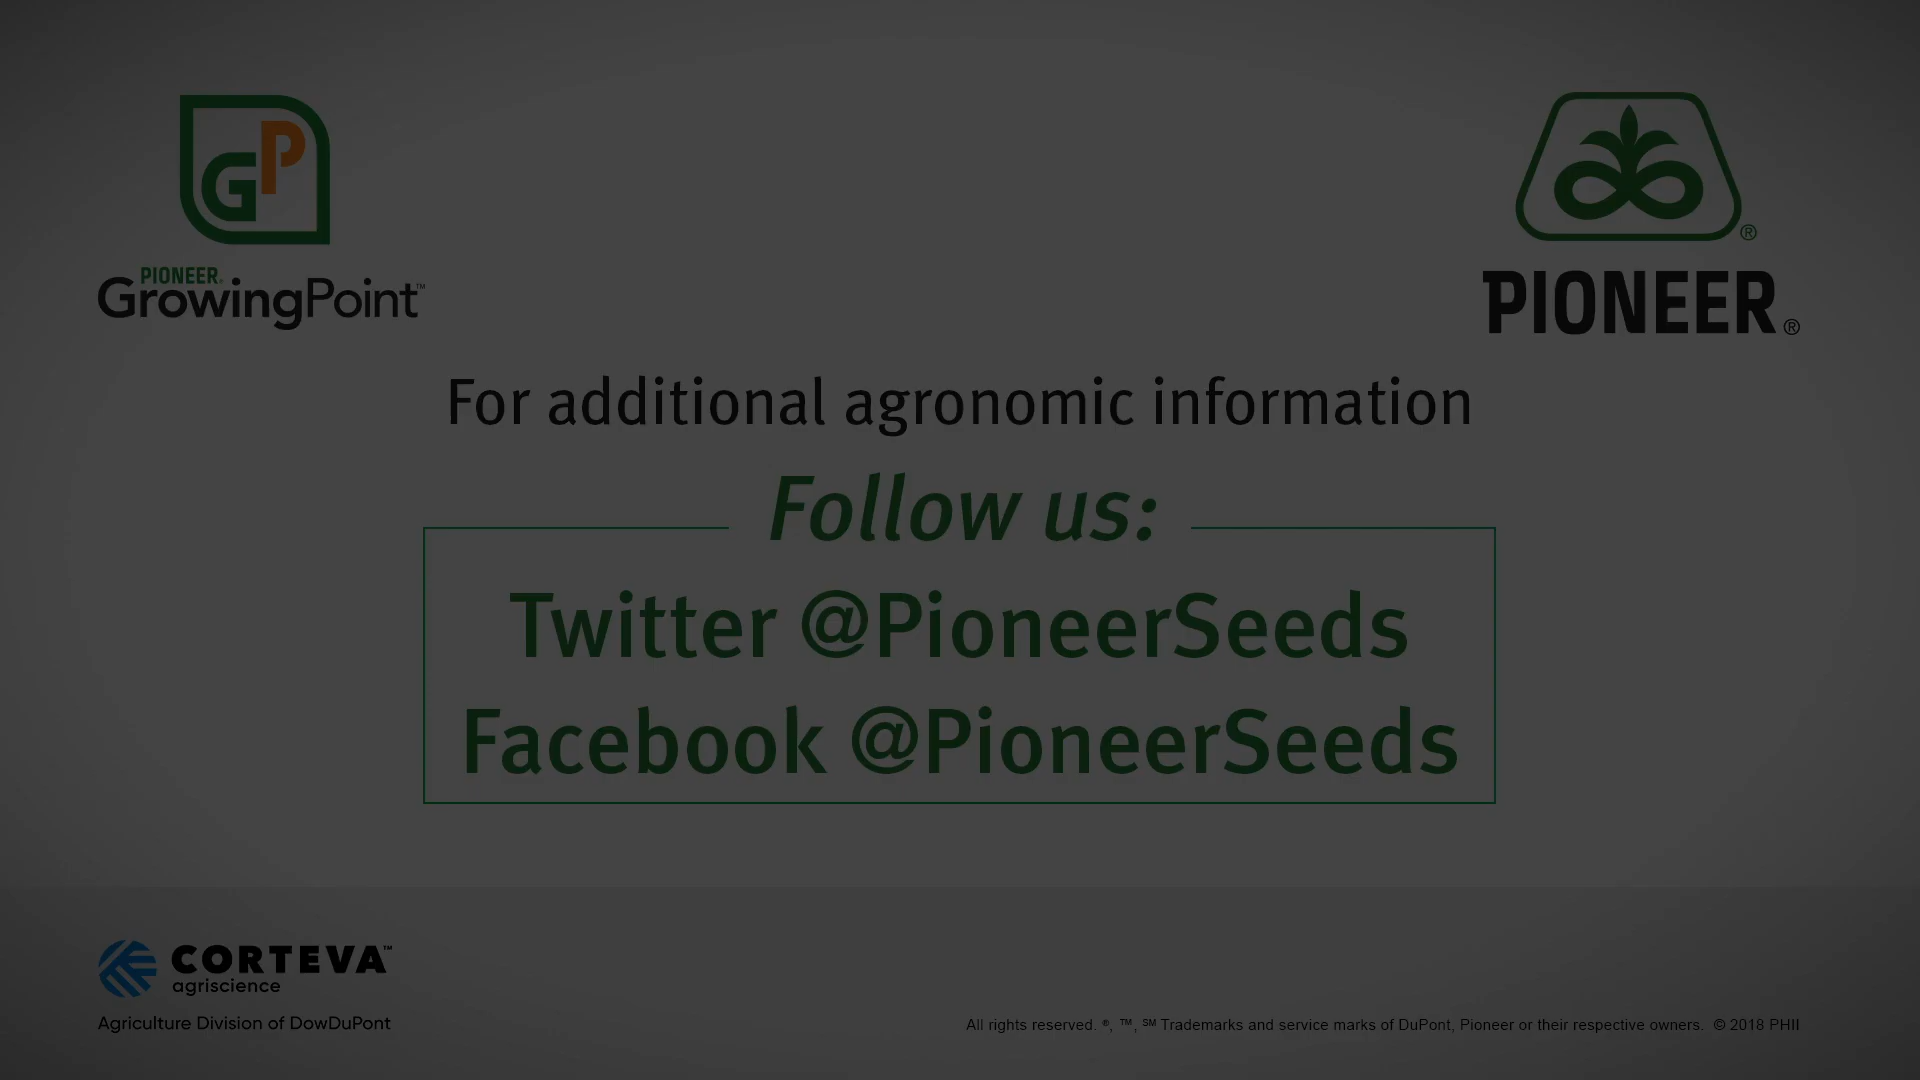 GP
PIONEER®
GrowingPoint™
®
PIONEER®
For additional agronomic information
Follow us:
Twitter @PioneerSeeds
Facebook @PioneerSeeds
CORTEVA™
agriscience
Agriculture Division of DowDuPont
All rights reserved. ®, ™, ℠ Trademarks and service marks of DuPont, Pioneer or their respective owners. © 2018 PHII